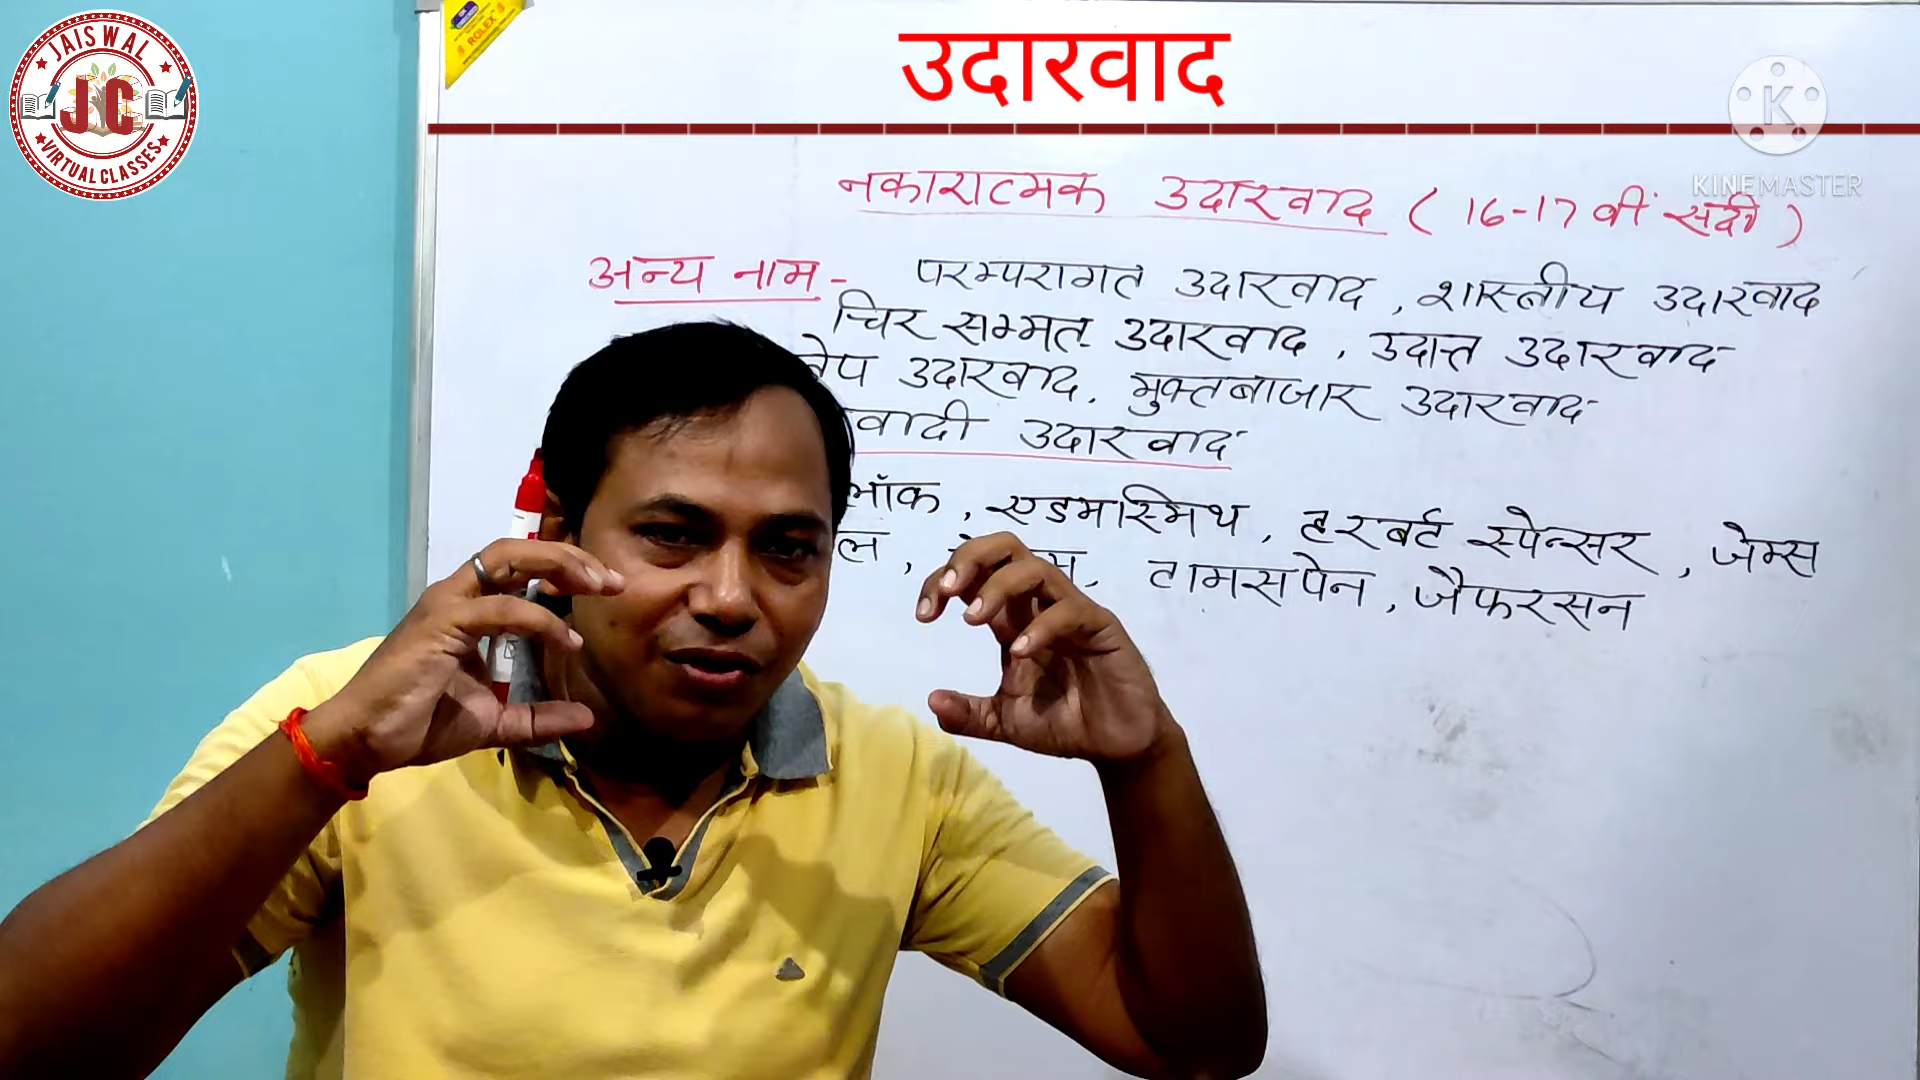 JAISWAL
JC
VIRTUAL CLASSES
ROLEX
उदारवाद
KINEMASTER
नकारात्मक उदारवाद ( 16-17 वीं सदी )
अन्य नाम - परम्परागत उदारवाद , शास्त्रीय उदारवाद
चिर सम्मत उदारवाद , उदात्त उदारवाद
उदारवाद , मुक्तबाजार उदारवाद
वादी उदारवाद
लॉक , एडमस्मिथ , हरबर्ट स्पेन्सर , जेम्स
टामसपेन , जैफरसन